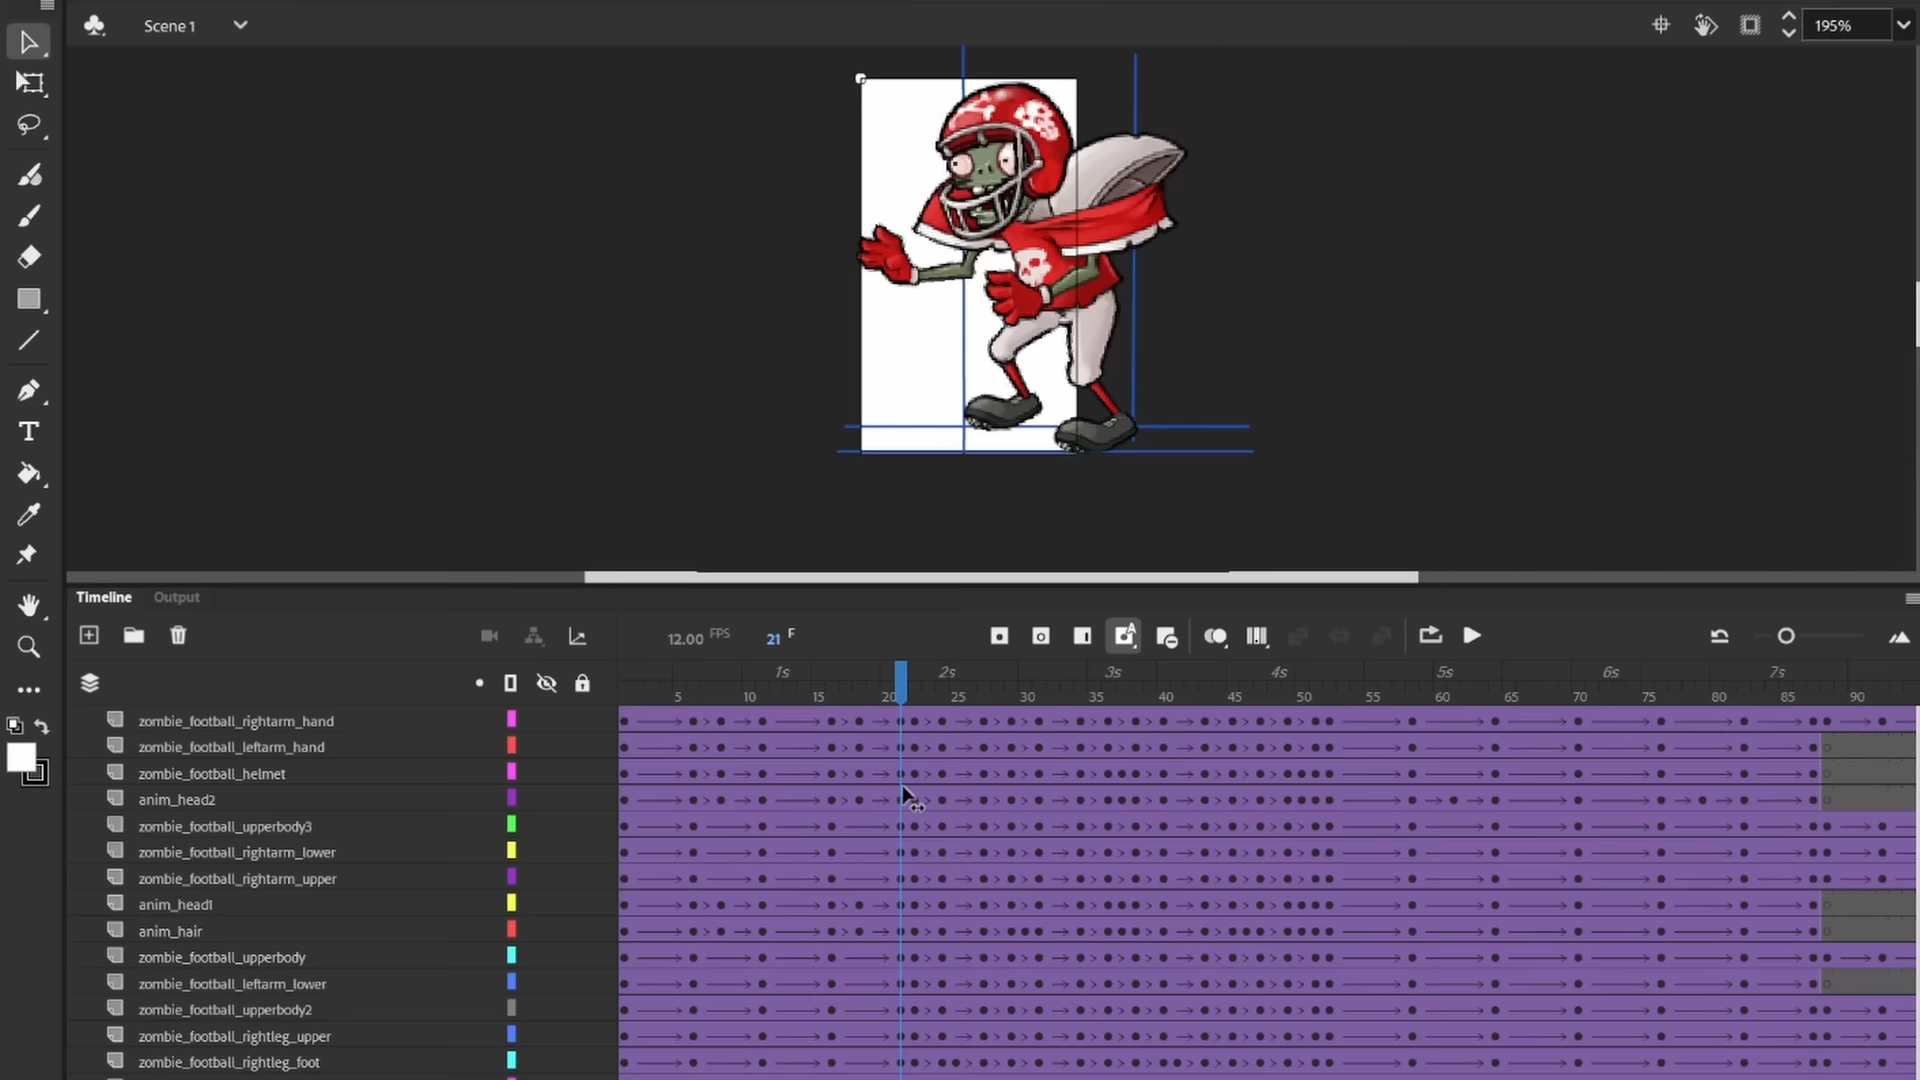 Scene 1
195%
Timeline Output
12.00 FPS 21 F
1s 2s 3s 4s 5s 6s 7s
5 10 15 20 25 30 35 40 45 50 55 60 65 70 75 80 85 90
zombie_football_rightarm_hand
zombie_football_leftarm_hand
zombie_football_helmet
anim_head2
zombie_football_upperbody3
zombie_football_rightarm_lower
zombie_football_rightarm_upper
anim_head1
anim_hair
zombie_football_upperbody
zombie_football_leftarm_lower
zombie_football_upperbody2
zombie_football_rightleg_upper
zombie_football_rightleg_foot